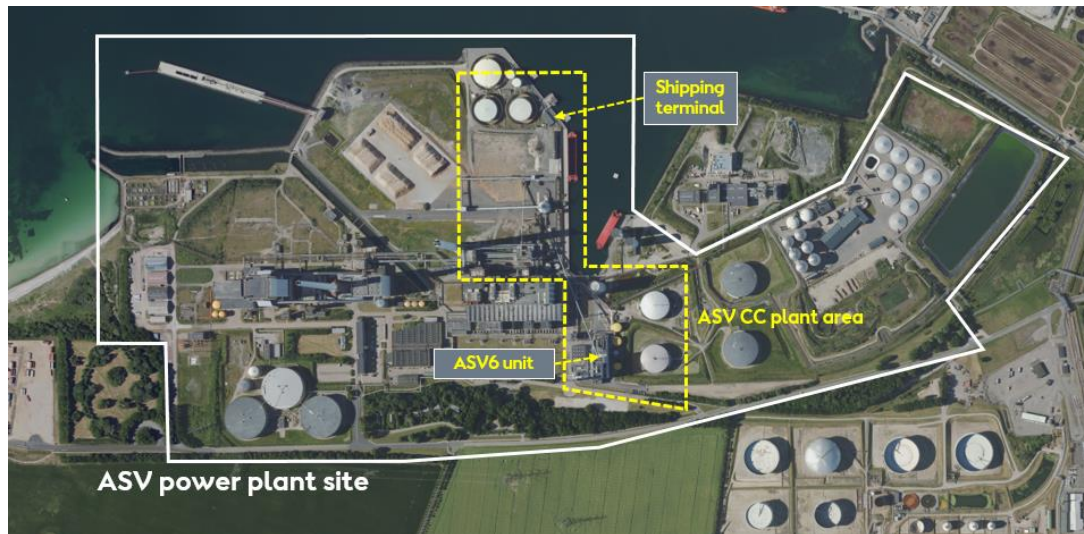 Shipping
terminal
ASV CC plant area
ASV6 unit
ASV power plant site